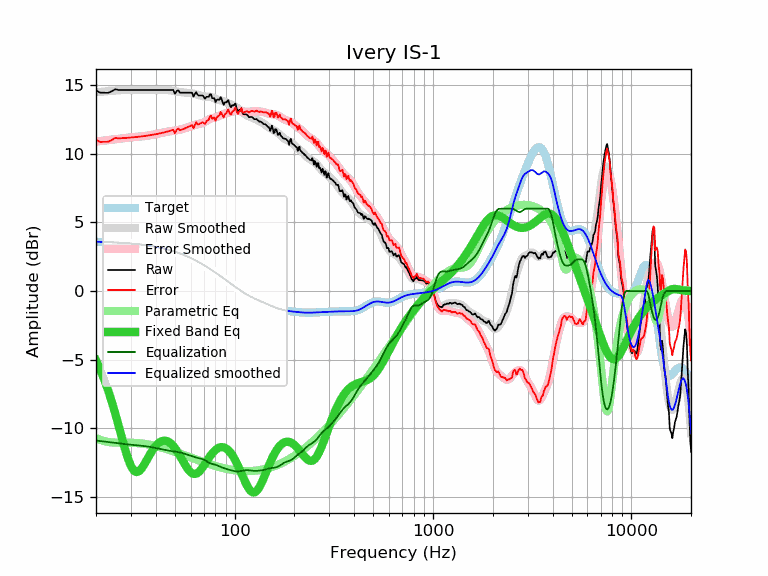 Ivery IS-1
Amplitude (dBr)
15
10
5
0
−5
−10
−15
Target
Raw Smoothed
Error Smoothed
Raw
Error
Parametric Eq
Fixed Band Eq
Equalization
Equalized smoothed
100
1000
10000
Frequency (Hz)